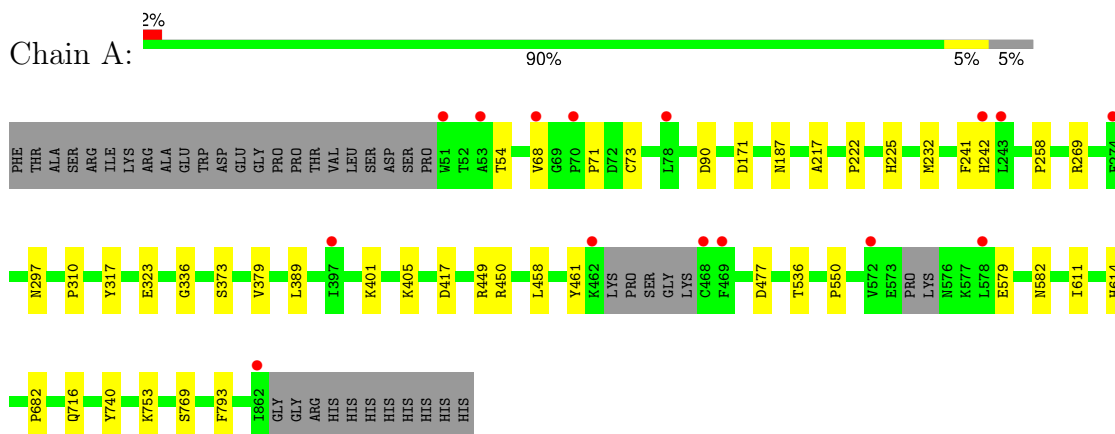 2%
Chain A:
90% 5% 5%
PHE THR ALA SER ARG ILE LYS ARG ALA GLU TRP ASP GLU GLY PRO PRO THR VAL LEU SER ASP SER PRO W51 T52 A53 T54 V68 G69 P70 P71 D72 C73 L78 D90 D171 N187 A217 P222 H225 M232 F241 H242 L243 P258 R269 E274
N297 P310 Y317 E323 G336 S373 V379 L389 I397 K401 K405 D417 R449 R450 L458 Y461 K462 LYS PRO SER GLY LYS C468 F469 D477 T536 P550 V572 E573 PRO LYS N576 K577 L578 E579 N582 I611 H614
P682 Q716 Y740 K753 S769 F793 I862 GLY GLY ARG HIS HIS HIS HIS HIS HIS HIS HIS